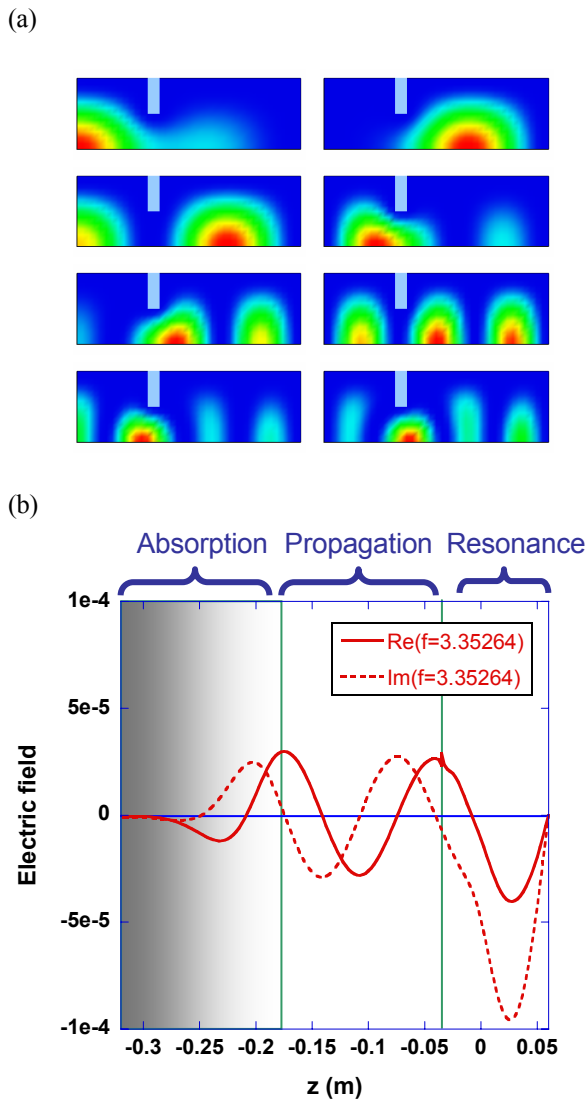 (a)
(b)
Absorption Propagation Resonance
1e-4
Re(f=3.35264)
Im(f=3.35264)
5e-5
0
-5e-5
-1e-4
Electric field
-0.3 -0.25 -0.2 -0.15 -0.1 -0.05 0 0.05
z (m)